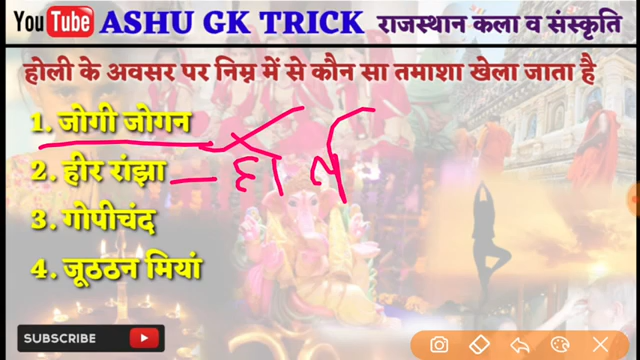 YouTube ASHU GK TRICK राजस्थान कला व संस्कृति
होली के अवसर पर निम्न में से कौन सा तमाशा खेला जाता है
1. जोगी जोगन
2. हीर रांझा
3. गोपीचंद
4. जूठठन मियां
SUBSCRIBE